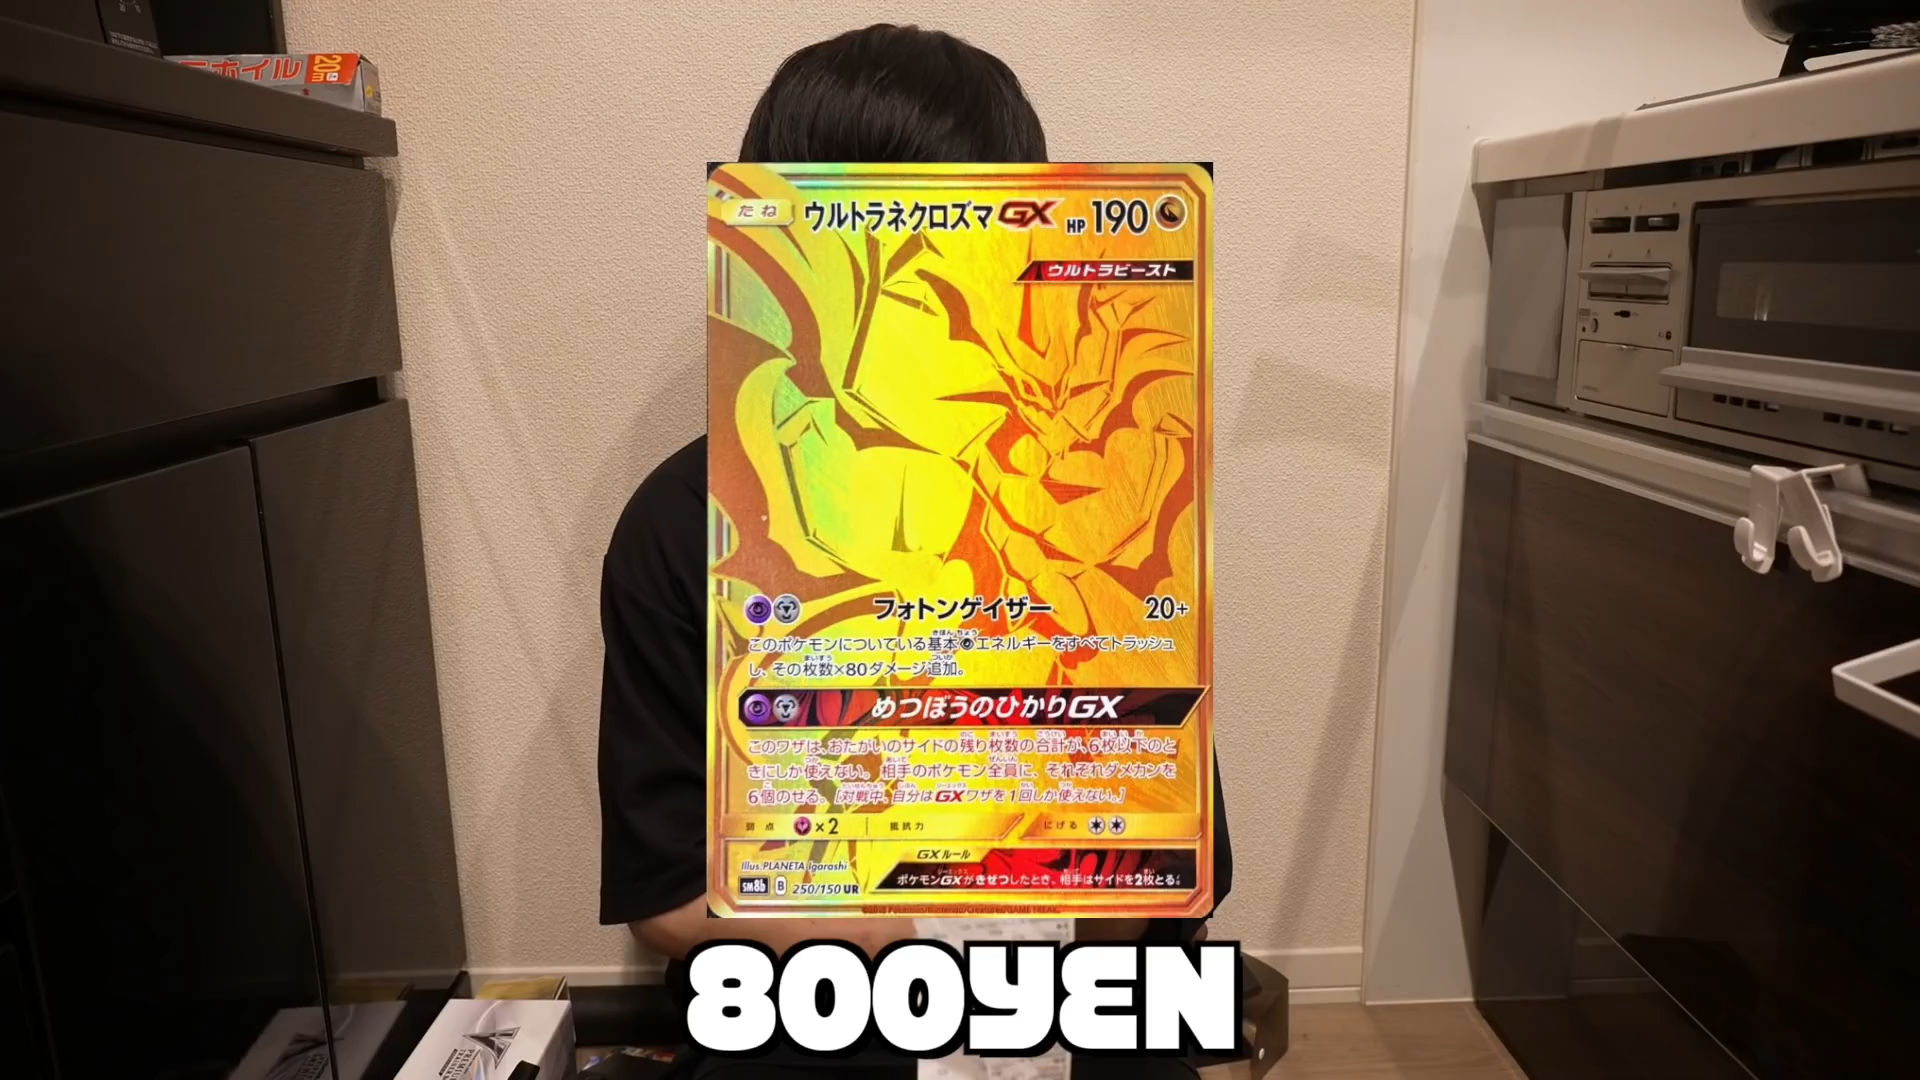 ホイル 20m
たね ウルトラネクロズマGX HP 190
ウルトラビースト
フォトンゲイザー 20+
このポケモンについている基本エネルギーをすべてトラッシュ
し、その枚数×80ダメージ追加。
めつぼうのひかりGX
このワザは、おたがいのサイドの残り枚数の合計が、6枚以下のと
きにしか使えない。相手のポケモン全員に、それぞれダメカンを
6個のせる。[対戦中、自分はGXワザを1回しか使えない。]
弱点 ×2 抵抗力 にげる
Illus. PLANETA Igarashi
GXルール
ポケモンGXがきぜつしたとき、相手はサイドを2枚とる。
SM8b B 250/150 UR
800YEN